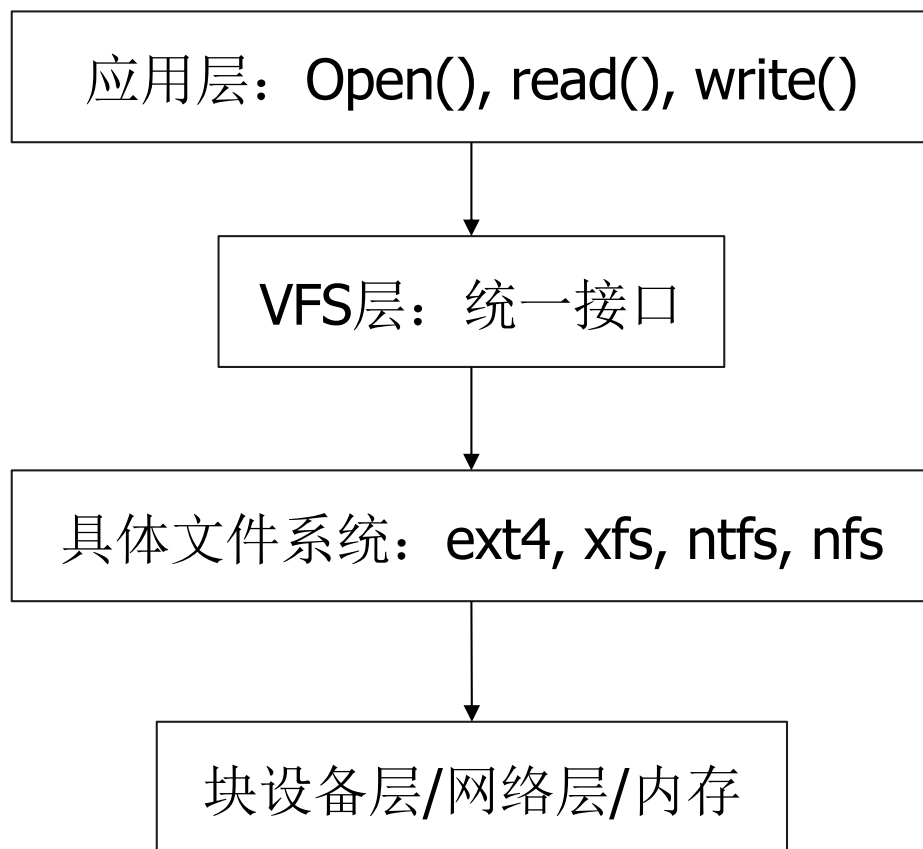 应用层：Open(), read(), write()
VFS层：统一接口
具体文件系统：ext4, xfs, ntfs, nfs
块设备层/网络层/内存